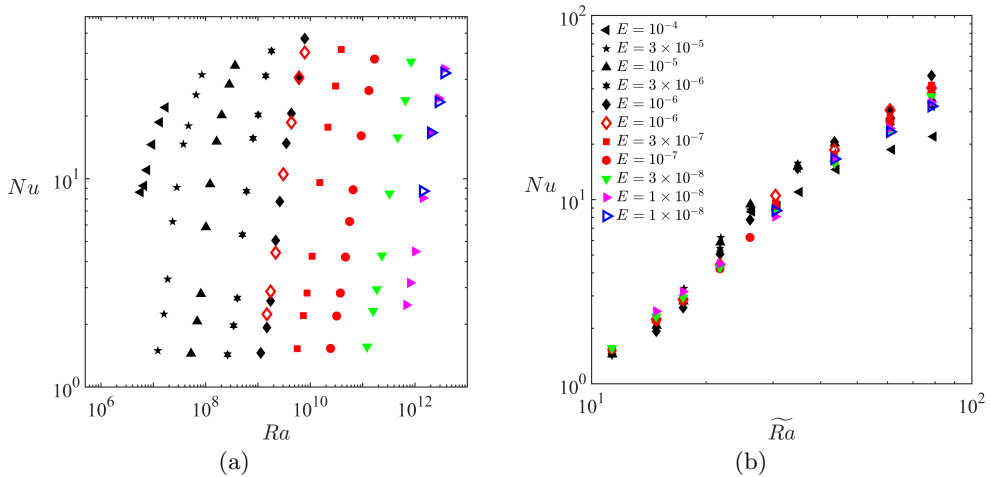 Nu
10^1
10^0
10^6
10^8
10^10
10^12
Ra
(a)
Nu
10^2
10^1
10^0
E = 10^-4
E = 3 × 10^-5
E = 10^-5
E = 3 × 10^-6
E = 10^-6
E = 10^-6
E = 3 × 10^-7
E = 10^-7
E = 3 × 10^-8
E = 1 × 10^-8
E = 1 × 10^-8
10^1
10^2
R͠a
(b)